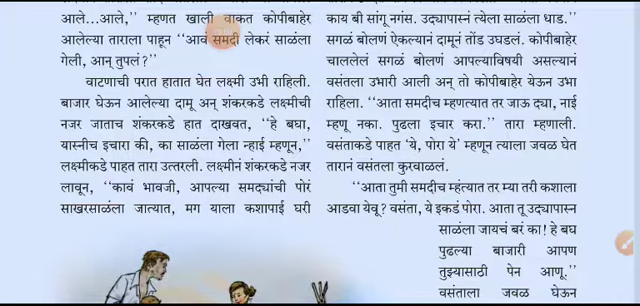 आले...आले,” म्हणत खाली वाकत कोपीबाहेर
आलेल्या ताराला पाहून “आवं समदी लेकरं साळंला
गेली, आन् तुपलं?”
वाटणाची परात हातात घेत लक्ष्मी उभी राहिली.
बाजार घेऊन आलेल्या दामू अन् शंकरकडे लक्ष्मीची
नजर जाताच शंकरकडे हात दाखवत, “हे बघा,
यास्नीच इचारा की, का साळंला गेला न्हाई म्हणून,”
लक्ष्मीकडे पाहत तारा उत्तरली. लक्ष्मीनं शंकरकडे नजर
लावून, “कावं भावजी, आपल्या समद्यांची पोरं
साखरसाळंला जात्यात, मग याला कशापाई घरी
काय बी सांगू नगंस. उद्यापास्नं त्येला साळंला धाड.”
सगळं बोलणं ऐकल्यानं दामूनं तोंड उघडलं. कोपीबाहेर
चाललेलं सगळं बोलणं आपल्याविषयी असल्यानं
वसंतला उभारी आली अन् तो कोपीबाहेर येऊन उभा
राहिला. “आता समदीच म्हणत्यात तर जाऊ द्या, नाई
म्हणू नका. पुढला इचार करा.” तारा म्हणाली.
वसंताकडे पाहत ‘ये, पोरा ये’ म्हणून त्याला जवळ घेत
तारानं वसंतला कुरवाळलं.
“आता तुमी समदीच म्हंत्यात तर म्या तरी कशाला
आडवा येवू? वसंता, ये इकडं पोरा. आता तू उद्यापास्न
साळंला जायचं बरं का! हे बघ
पुढल्या बाजारी आपण
तुझ्यासाठी पेन आणू.”
वसंताला जवळ घेऊन